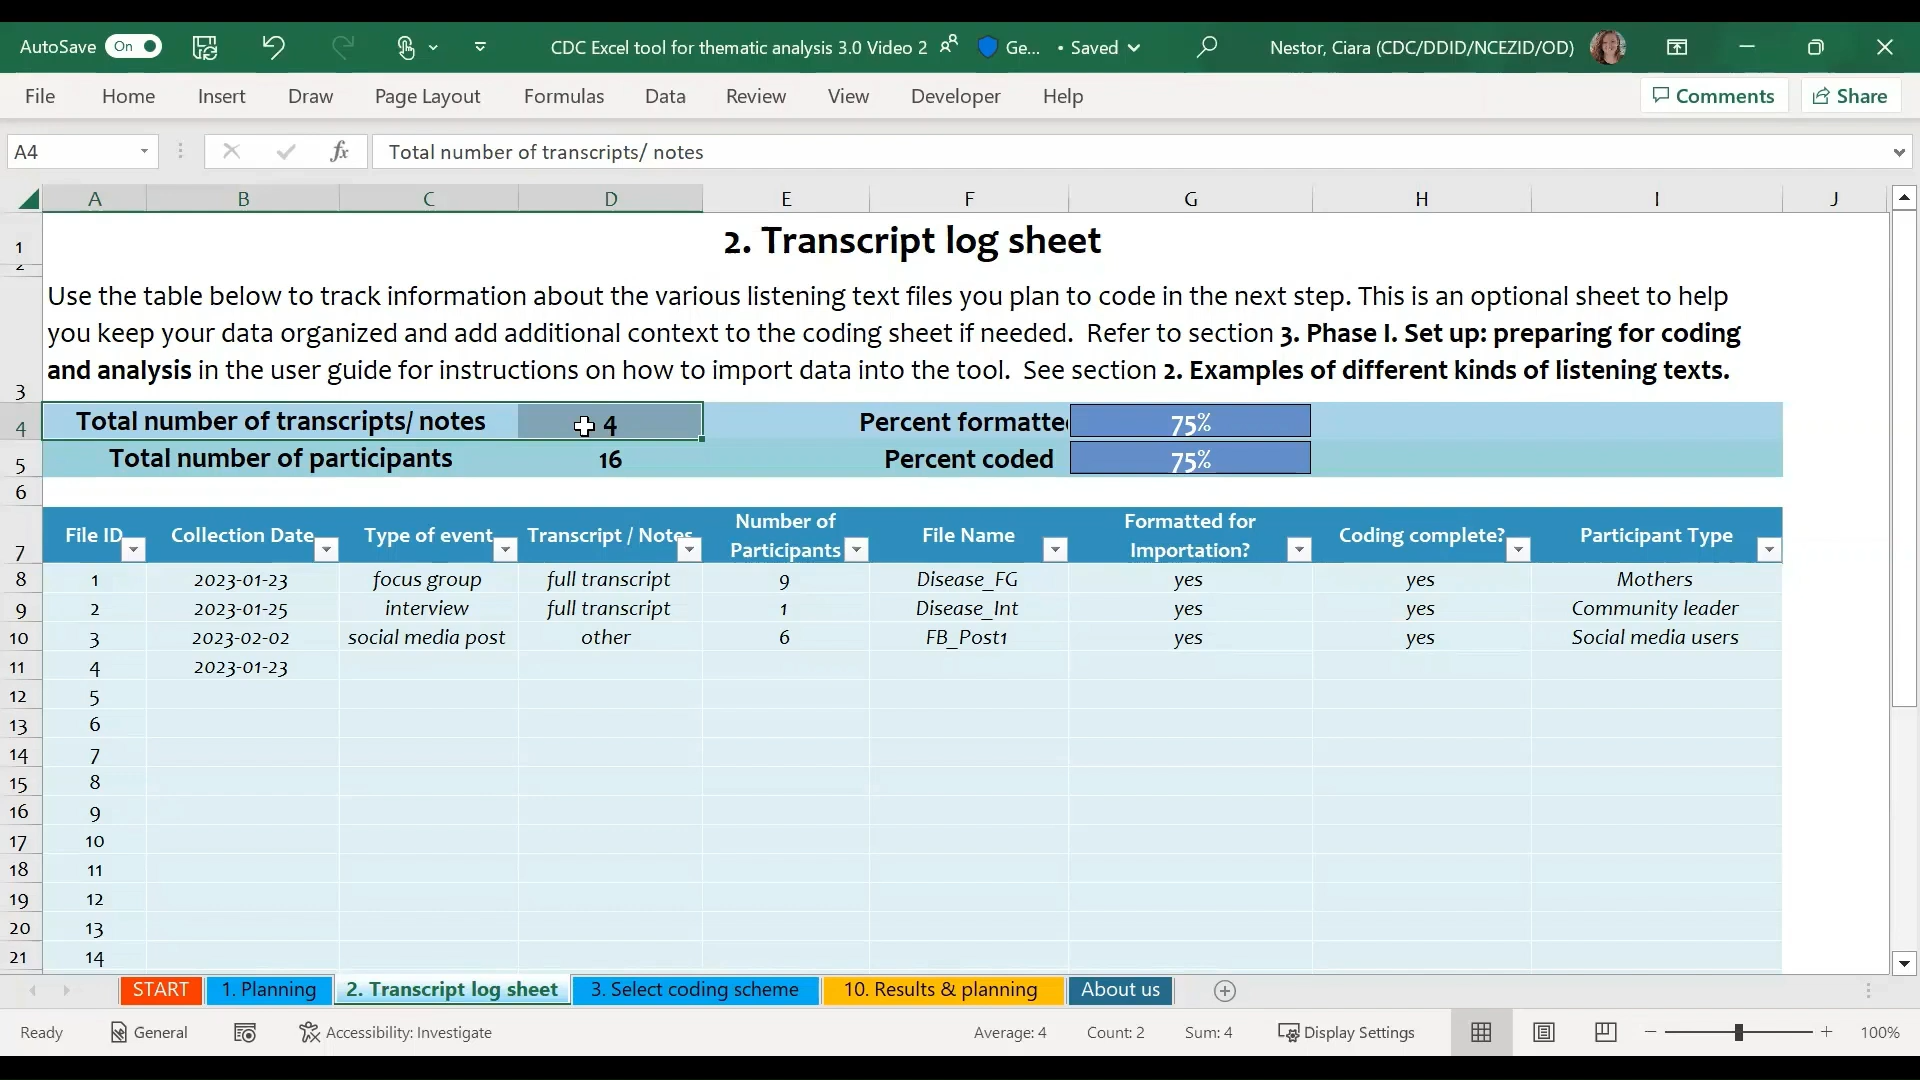 AutoSave On CDC Excel tool for thematic analysis 3.0 Video 2 Ge... • Saved Nestor, Ciara (CDC/DDID/NCEZID/OD)
File Home Insert Draw Page Layout Formulas Data Review View Developer Help Comments Share
A4 fx Total number of transcripts/ notes
A B C D E F G H I J
1 2. Transcript log sheet
2
Use the table below to track information about the various listening text files you plan to code in the next step. This is an optional sheet to help
you keep your data organized and add additional context to the coding sheet if needed. Refer to section 3. Phase I. Set up: preparing for coding
and analysis in the user guide for instructions on how to import data into the tool. See section 2. Examples of different kinds of listening texts.
3
4 Total number of transcripts/ notes 4 Percent formatte 75%
5 Total number of participants 16 Percent coded 75%
6
7 File ID Collection Date Type of event Transcript / Notes Number of Participants File Name Formatted for Importation? Coding complete? Participant Type
8 1 2023-01-23 focus group full transcript 9 Disease_FG yes yes Mothers
9 2 2023-01-25 interview full transcript 1 Disease_Int yes yes Community leader
10 3 2023-02-02 social media post other 6 FB_Post1 yes yes Social media users
11 4 2023-01-23
12 5
13 6
14 7
15 8
16 9
17 10
18 11
19 12
20 13
21 14
START 1. Planning 2. Transcript log sheet 3. Select coding scheme 10. Results & planning About us
Ready General Accessibility: Investigate Average: 4 Count: 2 Sum: 4 Display Settings 100%